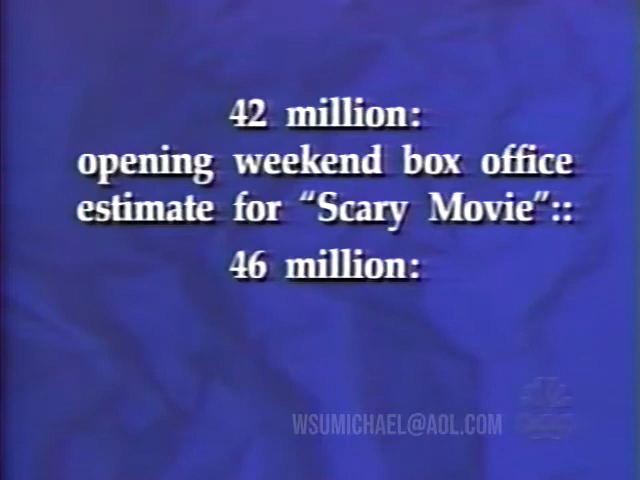 42 million:
opening weekend box office
estimate for “Scary Movie”::
46 million:
WSUMICHAEL@AOL.COM